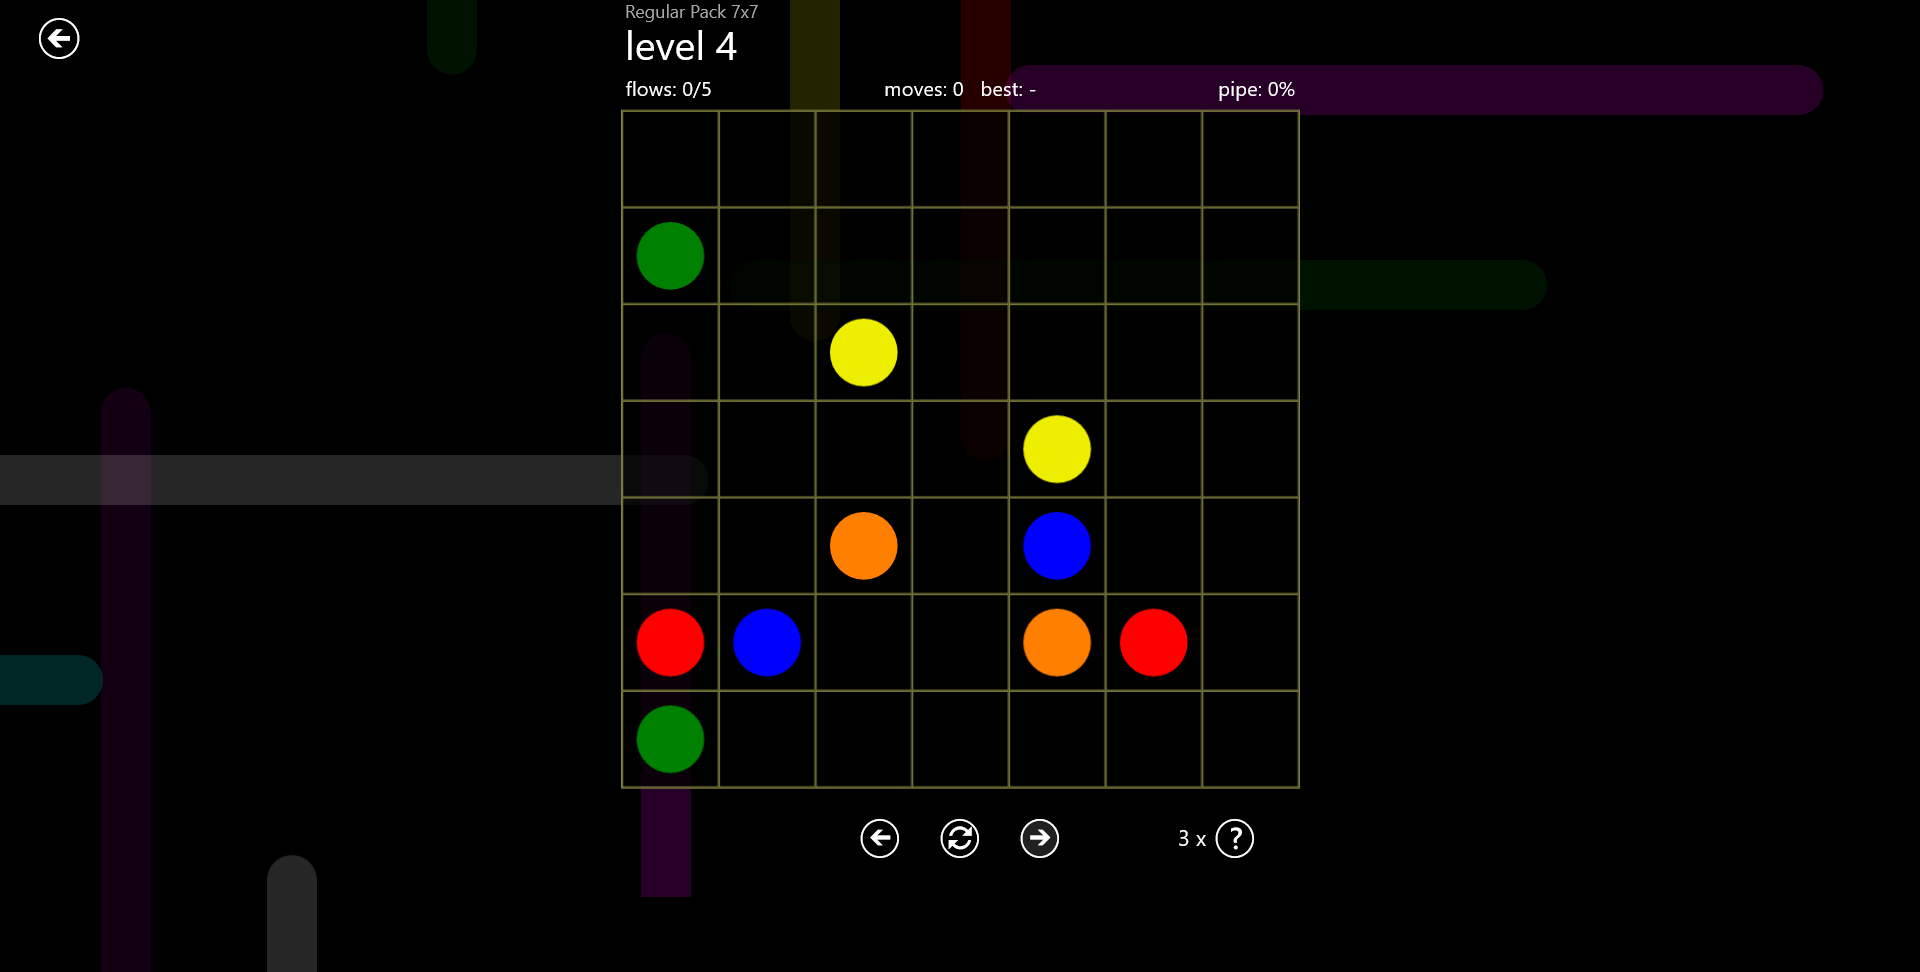 Regular Pack 7x7
level 4
flows: 0/5 moves: 0 best: - pipe: 0%
3 x ?